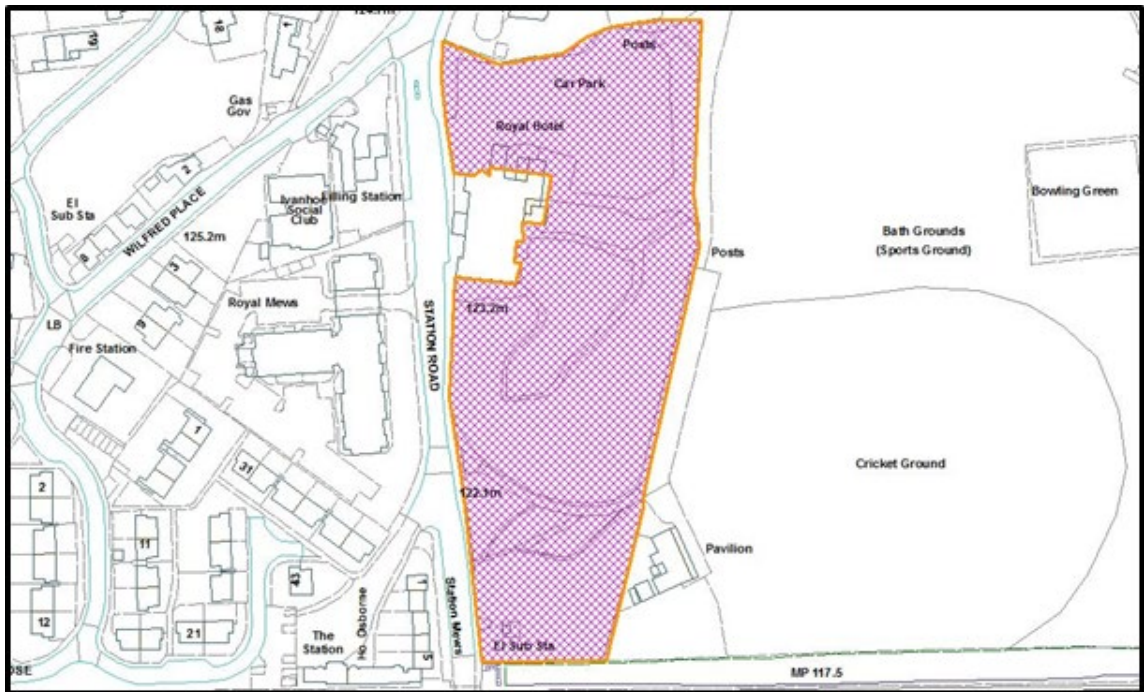 124.1m
19
18
1
Posts
Car Park
Gas
Gov
Royal Hotel
2
Filling Station
Ivanhoe
Social
Club
El
Sub Sta
WILFRED PLACE
8
125.2m
3
9
Bowling Green
Bath Grounds
(Sports Ground)
Posts
Royal Mews
123.2m
STATION ROAD
LB
Fire Station
1
31
Cricket Ground
122.1m
2
11
12
21
43
Pavilion
Station Mews
1
5
Ho. Osborne
The
Station
El Sub Sta
OSE
MP 117.5